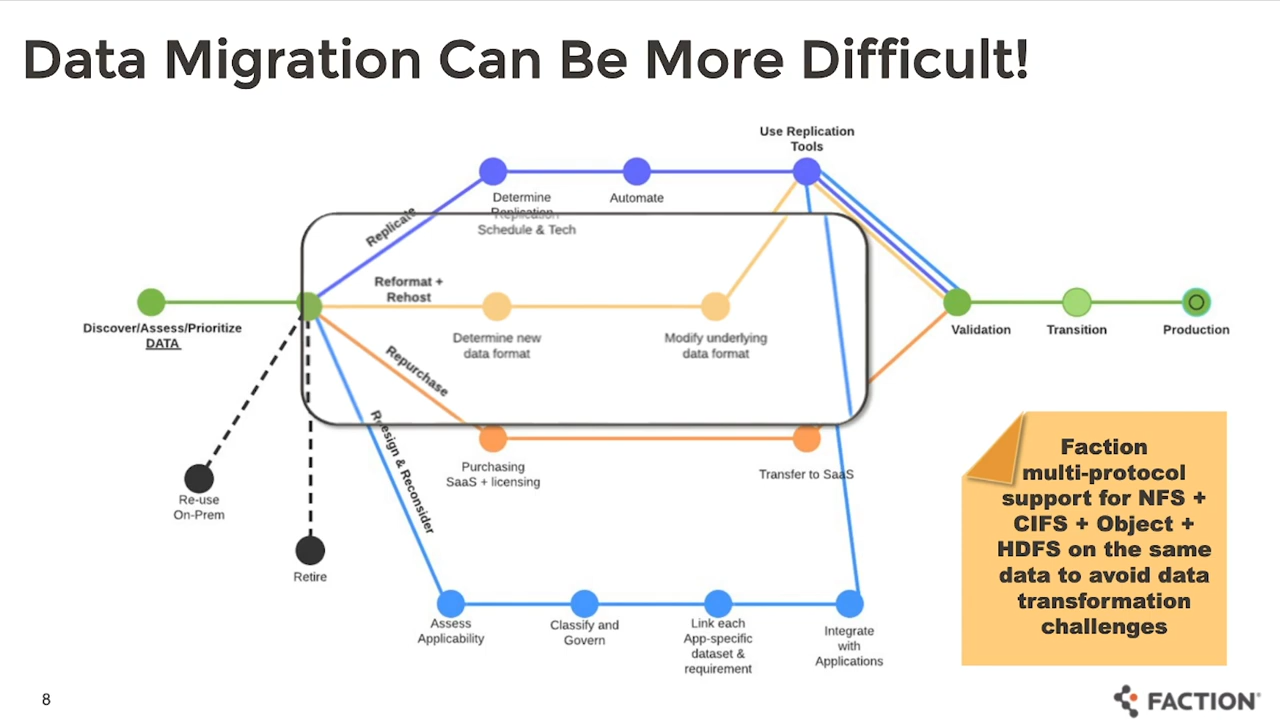 Data Migration Can Be More Difficult!
Use Replication
Tools
Determine
Replication
Schedule & Tech
Automate
Replicate
Reformat +
Rehost
Discover/Assess/Prioritize
DATA
Determine new
data format
Modify underlying
data format
Validation
Transition
Production
Repurchase
Redesign & Reconsider
Purchasing
SaaS + licensing
Transfer to SaaS
Re-use
On-Prem
Retire
Assess
Applicability
Classify and
Govern
Link each
App-specific
dataset &
requirement
Integrate
with
Applications
Faction
multi-protocol
support for NFS +
CIFS + Object +
HDFS on the same
data to avoid data
transformation
challenges
8
FACTION®